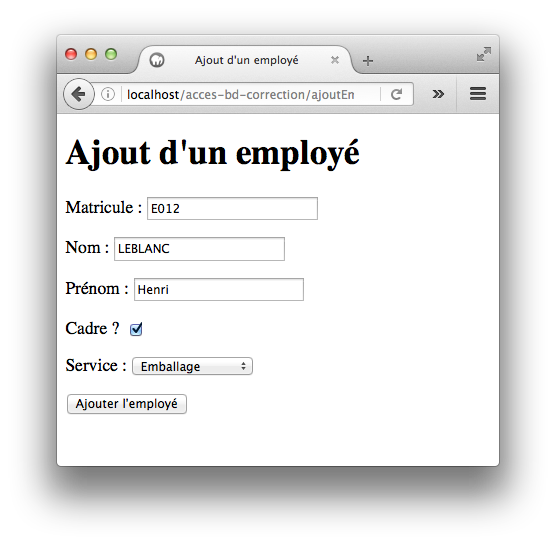 Ajout d'un employé
localhost/acces-bd-correction/ajoutEm
Ajout d'un employé
Matricule : E012
Nom : LEBLANC
Prénom : Henri
Cadre ?
Service : Emballage
Ajouter l'employé